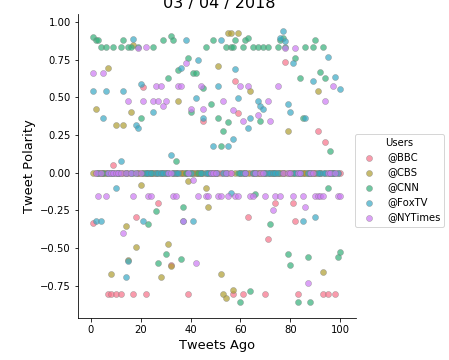 03 / 04 / 2018
1.00
0.75
0.50
0.25
0.00
−0.25
−0.50
−0.75
Tweet Polarity
0
20
40
60
80
100
Tweets Ago
Users
@BBC
@CBS
@CNN
@FoxTV
@NYTimes